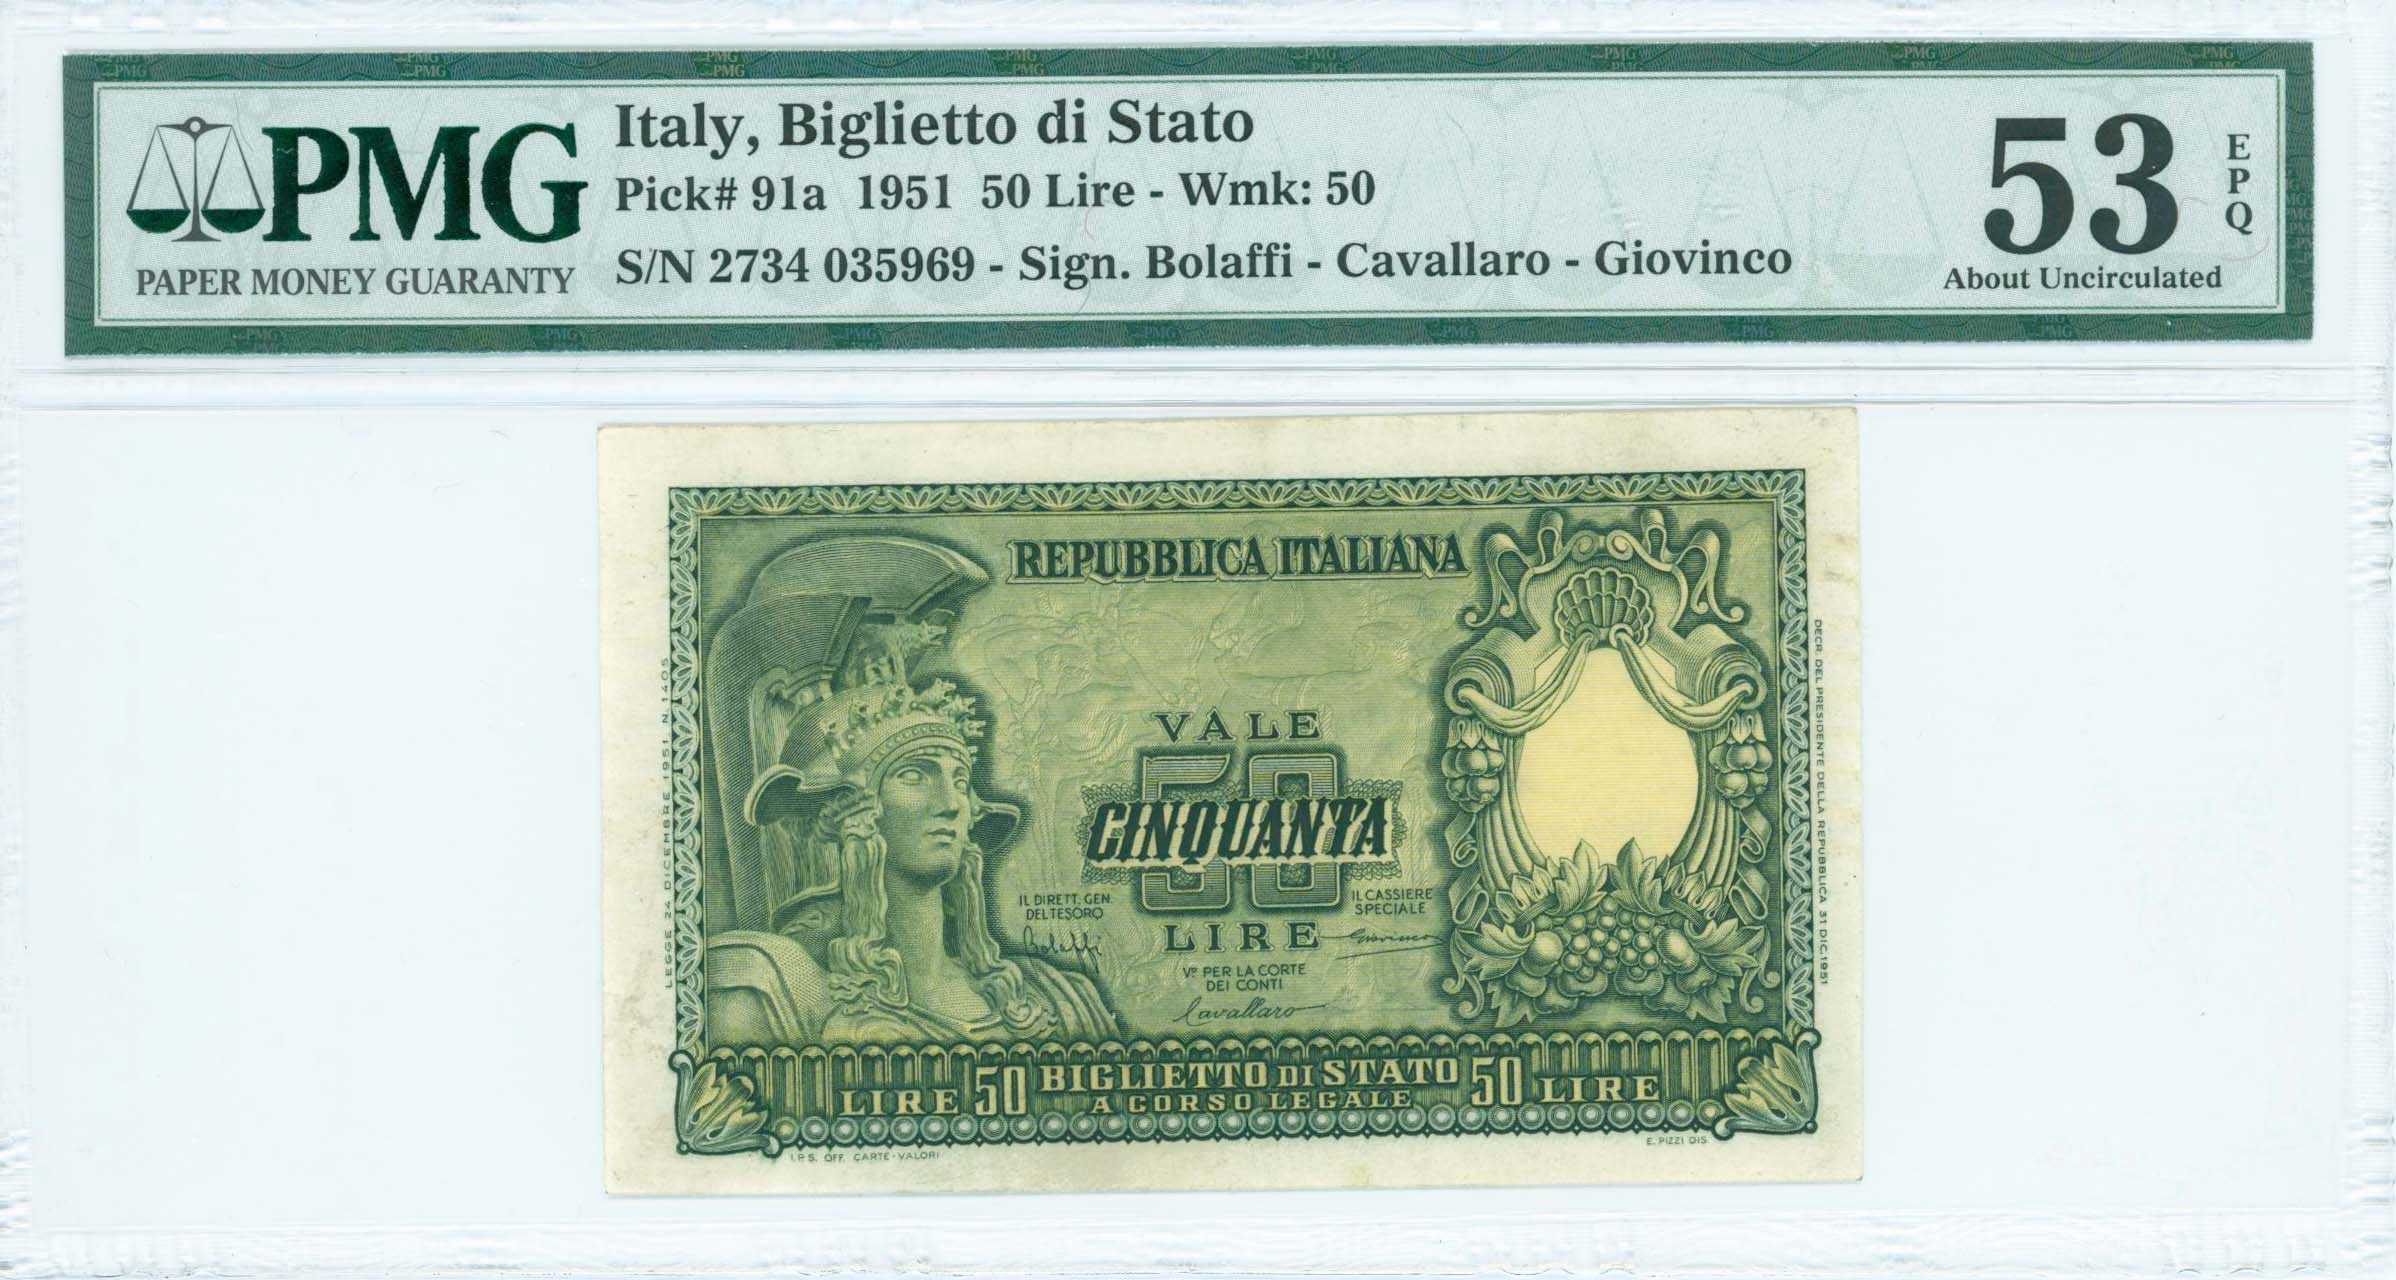 PMG
PAPER MONEY GUARANTY
Italy, Biglietto di Stato
Pick# 91a 1951 50 Lire - Wmk: 50
S/N 2734 035969 - Sign. Bolaffi - Cavallaro - Giovinco
53
EPQ
About Uncirculated
REPUBBLICA ITALIANA
VALE
50
CINQUANTA
LIRE
IL DIRETT. GEN.
DEL TESORO
Bolaffi
IL CASSIERE
SPECIALE
Giovinco
Vº PER LA CORTE
DEI CONTI
Cavallaro
LEGGE 24 DICEMBRE 1951 N. 1405
DECR. DEL PRESIDENTE DELLA REPUBBLICA 31 DIC. 1951
LIRE 50 BIGLIETTO DI STATO 50 LIRE
A CORSO LEGALE
I.P.S. OFF. CARTE-VALORI
E. PIZZI DIS.